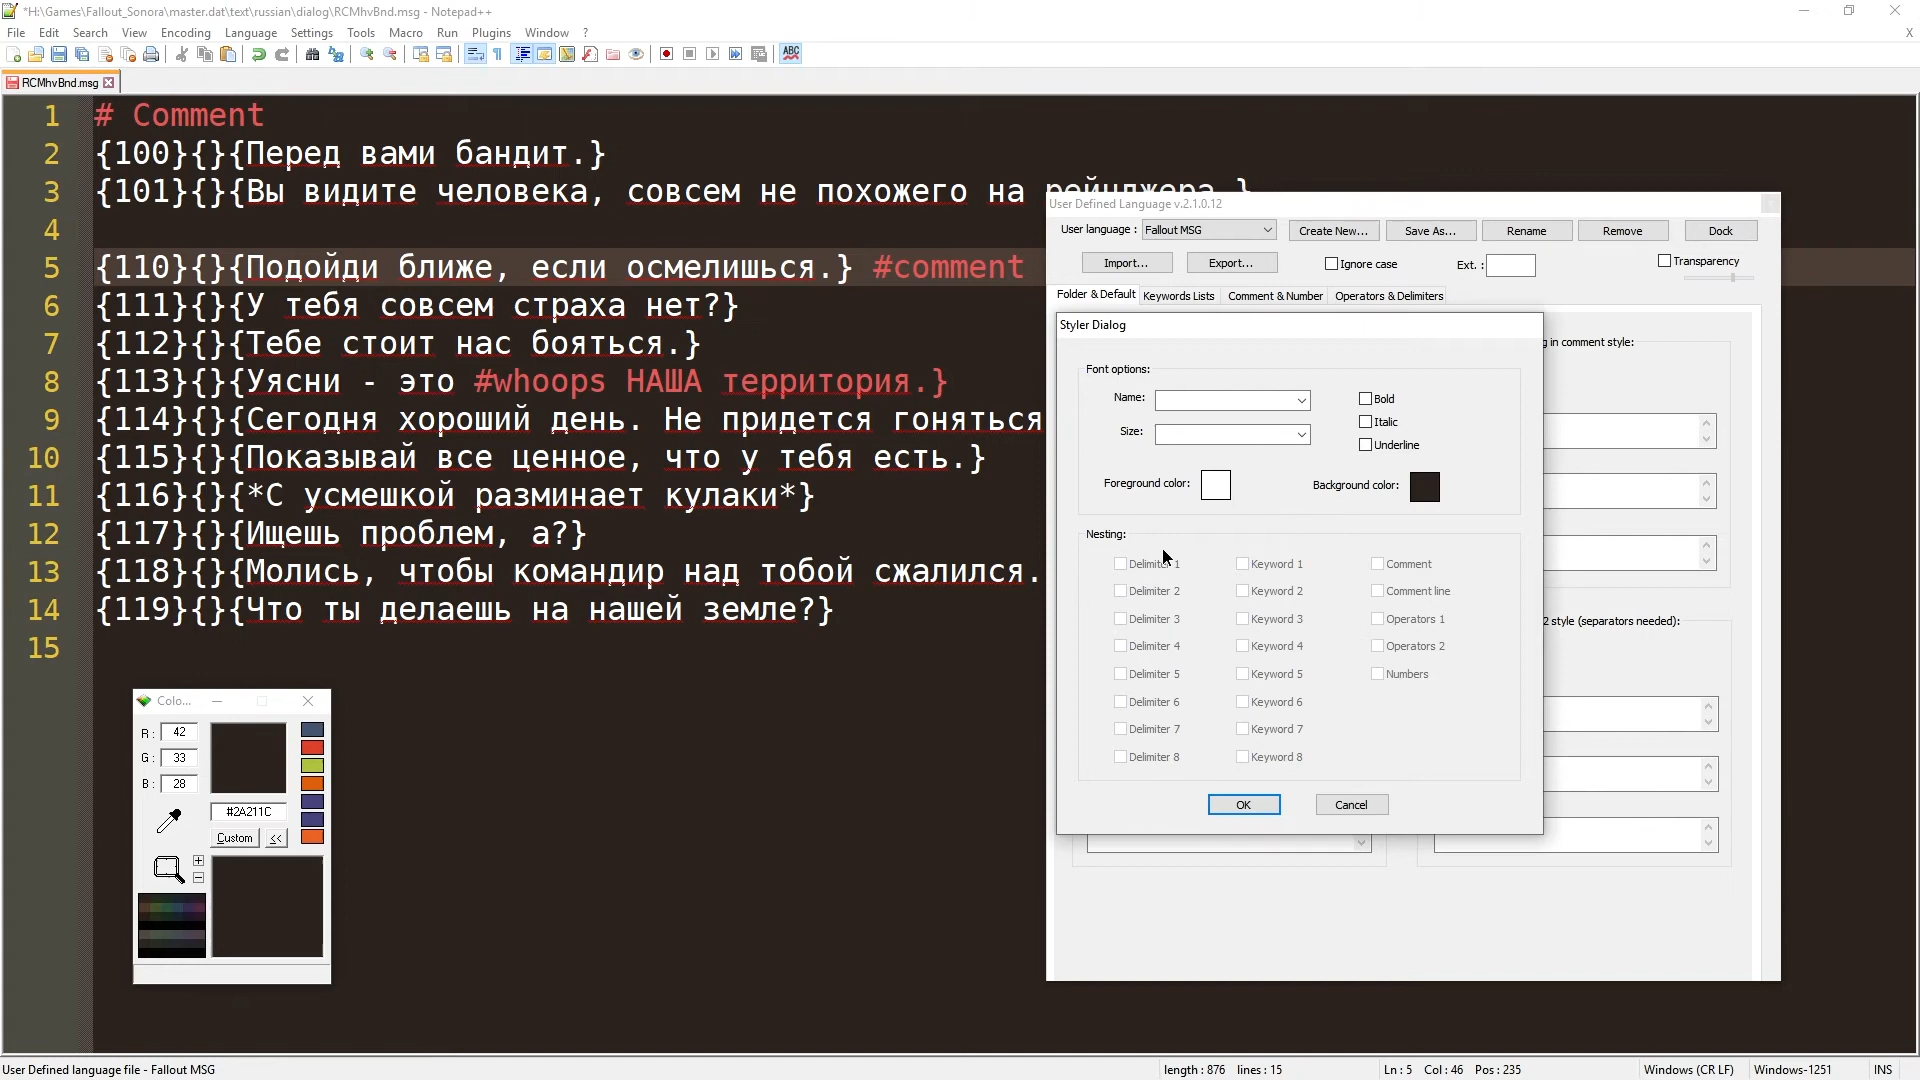 *H:\Games\Fallout_Sonora\master.dat\text\russian\dialog\RCMhvBnd.msg - Notepad++
File Edit Search View Encoding Language Settings Tools Macro Run Plugins Window ? X
ABC
RCMhvBnd.msg
1 # Comment
2 {100}{}{Перед вами бандит.}
3 {101}{}{Вы видите человека, совсем не похожего на рейнджера.}
4
5 {110}{}{Подойди ближе, если осмелишься.} #comment
6 {111}{}{У тебя совсем страха нет?}
7 {112}{}{Тебе стоит нас бояться.}
8 {113}{}{Уясни - это #whoops НАША территория.}
9 {114}{}{Сегодня хороший день. Не придется гоняться
10 {115}{}{Показывай все ценное, что у тебя есть.}
11 {116}{}{*С усмешкой разминает кулаки*}
12 {117}{}{Ищешь проблем, а?}
13 {118}{}{Молись, чтобы командир над тобой сжалился.
14 {119}{}{Что ты делаешь на нашей земле?}
15
User Defined Language v.2.1.0.12
User language : Fallout MSG Create New... Save As... Rename Remove Dock
Import... Export... Ignore case Ext. : Transparency
Folder & Default Keywords Lists Comment & Number Operators & Delimiters
g in comment style:
2 style (separators needed):
Styler Dialog
Font options:
Name: Bold
Italic
Size: Underline
Foreground color: Background color:
Nesting:
Delimiter 1 Keyword 1 Comment
Delimiter 2 Keyword 2 Comment line
Delimiter 3 Keyword 3 Operators 1
Delimiter 4 Keyword 4 Operators 2
Delimiter 5 Keyword 5 Numbers
Delimiter 6 Keyword 6
Delimiter 7 Keyword 7
Delimiter 8 Keyword 8
OK Cancel
Colo...
R: 42
G: 33
B: 28
#2A211C
Custom <<
User Defined language file - Fallout MSG length : 876 lines : 15 Ln : 5 Col : 46 Pos : 235 Windows (CR LF) Windows-1251 INS